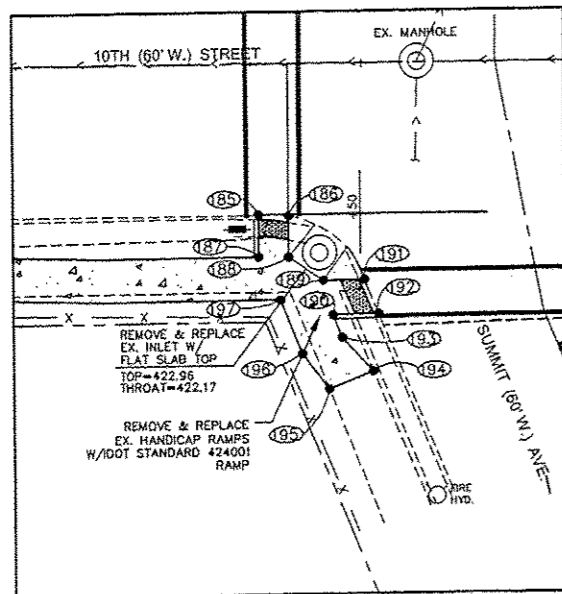 EX. MANHOLE
10TH (60' W.) STREET
185
186
50
187
191
188
189
192
190
197
193
REMOVE & REPLACE
EX. INLET W/
FLAT SLAB TOP
TOP=422.96
THROAT=422.17
196
194
195
SUMMIT (60' W.) AVE.
REMOVE & REPLACE
EX. HANDICAP RAMPS
W/IDOT STANDARD 424001
RAMP
X
X
X
X
X
FIRE
HYD.